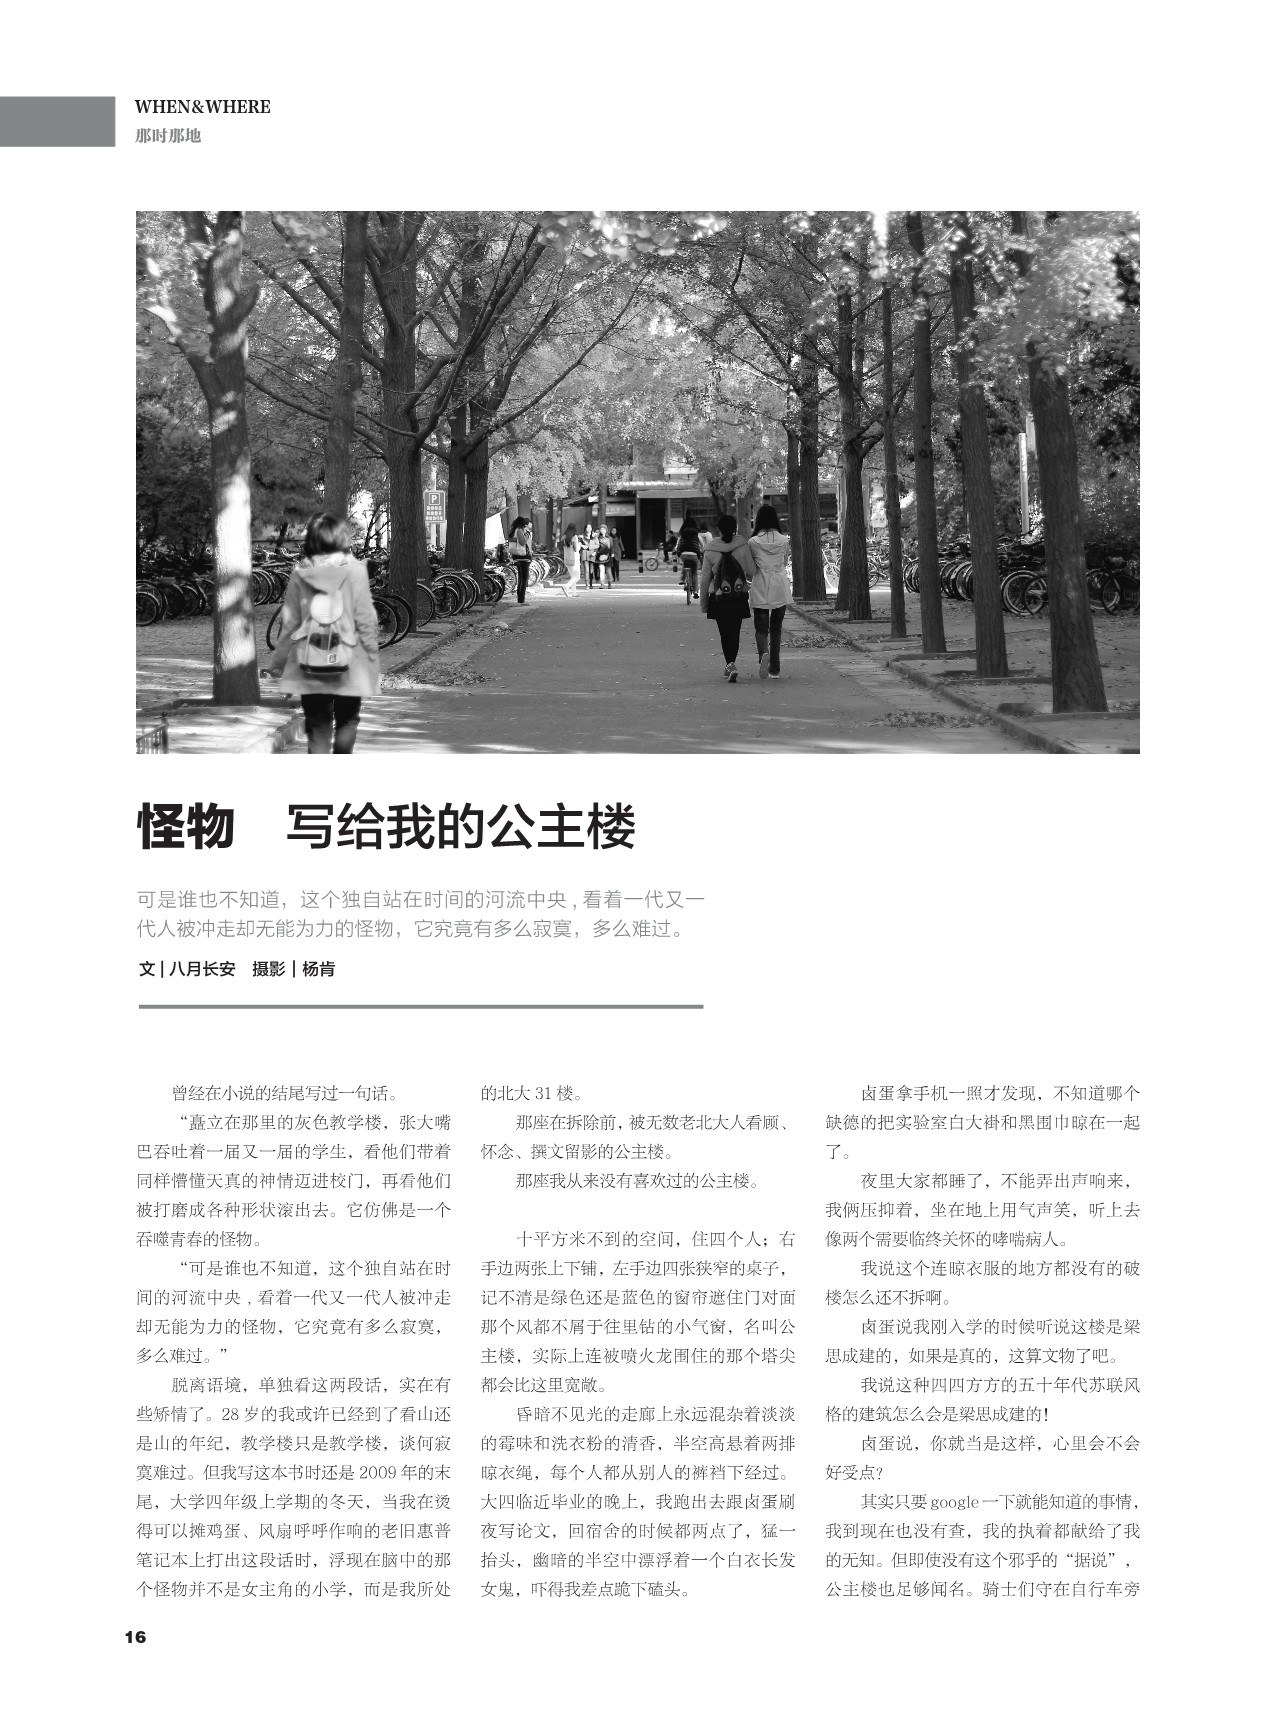 WHEN&WHERE
那时那地
P
怪物　写给我的公主楼
可是谁也不知道，这个独自站在时间的河流中央 , 看着一代又一
代人被冲走却无能为力的怪物，它究竟有多么寂寞，多么难过。
文 | 八月长安　摄影 | 杨肯
曾经在小说的结尾写过一句话。
“矗立在那里的灰色教学楼，张大嘴
巴吞吐着一届又一届的学生，看他们带着
同样懵懂天真的神情迈进校门，再看他们
被打磨成各种形状滚出去。它仿佛是一个
吞噬青春的怪物。
“可是谁也不知道，这个独自站在时
间的河流中央 , 看着一代又一代人被冲走
却无能为力的怪物，它究竟有多么寂寞，
多么难过。”
脱离语境，单独看这两段话，实在有
些矫情了。28 岁的我或许已经到了看山还
是山的年纪，教学楼只是教学楼，谈何寂
寞难过。但我写这本书时还是 2009 年的末
尾，大学四年级上学期的冬天，当我在烫
得可以摊鸡蛋、风扇呼呼作响的老旧惠普
笔记本上打出这段话时，浮现在脑中的那
个怪物并不是女主角的小学，而是我所处
的北大 31 楼。
那座在拆除前，被无数老北大人看顾、
怀念、撰文留影的公主楼。
那座我从来没有喜欢过的公主楼。
十平方米不到的空间，住四个人；右
手边两张上下铺，左手边四张狭窄的桌子，
记不清是绿色还是蓝色的窗帘遮住门对面
那个风都不屑于往里钻的小气窗，名叫公
主楼，实际上连被喷火龙围住的那个塔尖
都会比这里宽敞。
昏暗不见光的走廊上永远混杂着淡淡
的霉味和洗衣粉的清香，半空高悬着两排
晾衣绳，每个人都从别人的裤裆下经过。
大四临近毕业的晚上，我跑出去跟卤蛋刷
夜写论文，回宿舍的时候都两点了，猛一
抬头，幽暗的半空中漂浮着一个白衣长发
女鬼，吓得我差点跪下磕头。
卤蛋拿手机一照才发现，不知道哪个
缺德的把实验室白大褂和黑围巾晾在一起
了。
夜里大家都睡了，不能弄出声响来，
我俩压抑着，坐在地上用气声笑，听上去
像两个需要临终关怀的哮喘病人。
我说这个连晾衣服的地方都没有的破
楼怎么还不拆啊。
卤蛋说我刚入学的时候听说这楼是梁
思成建的，如果是真的，这算文物了吧。
我说这种四四方方的五十年代苏联风
格的建筑怎么会是梁思成建的！
卤蛋说，你就当是这样，心里会不会
好受点？
其实只要 google 一下就能知道的事情，
我到现在也没有查，我的执着都献给了我
的无知。但即使没有这个邪乎的“据说”，
公主楼也足够闻名。骑士们守在自行车旁
16